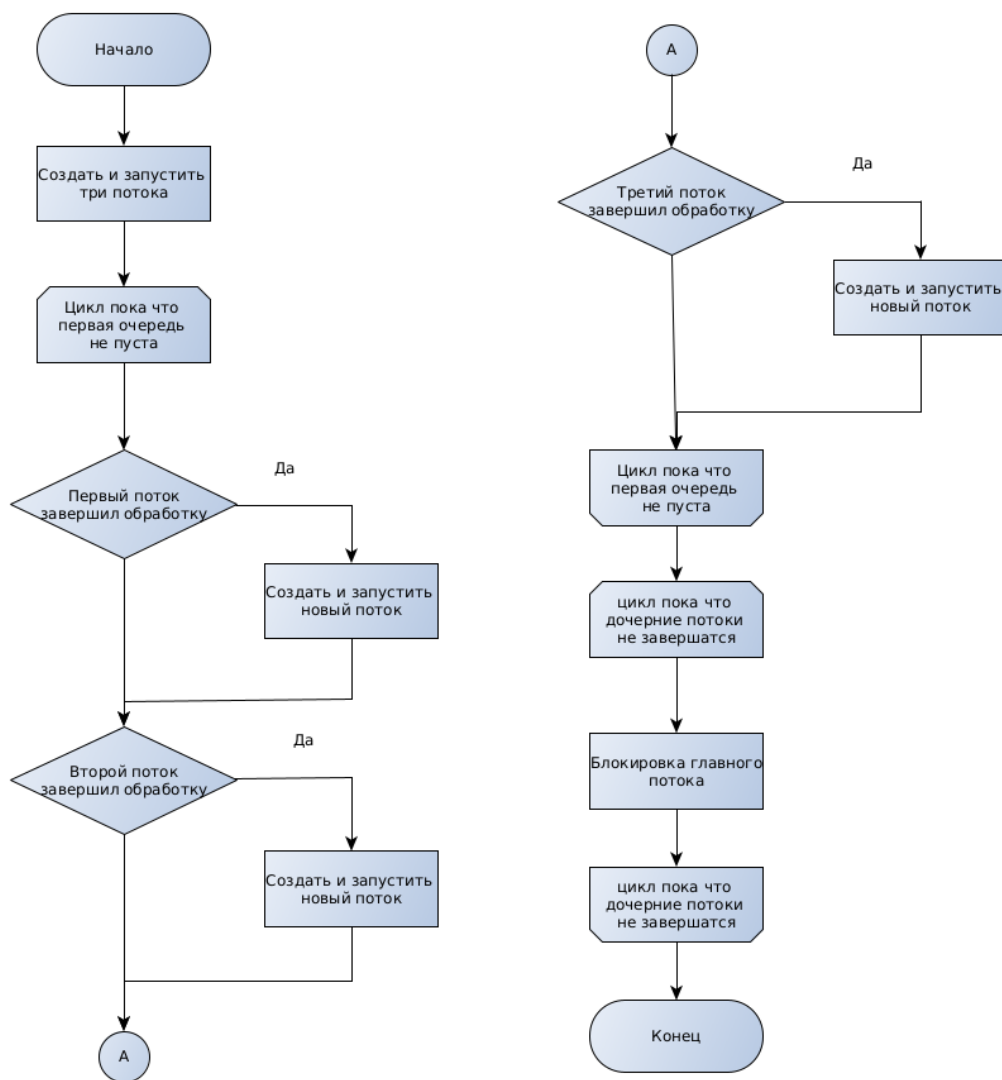 Начало
Создать и запустить
три потока
Цикл пока что
первая очередь
не пуста
Да
Первый поток
завершил обработку
Создать и запустить
новый поток
Да
Второй поток
завершил обработку
Создать и запустить
новый поток
А
А
Да
Третий поток
завершил обработку
Создать и запустить
новый поток
Цикл пока что
первая очередь
не пуста
цикл пока что
дочерние потоки
не завершатся
Блокировка главного
потока
цикл пока что
дочерние потоки
не завершатся
Конец